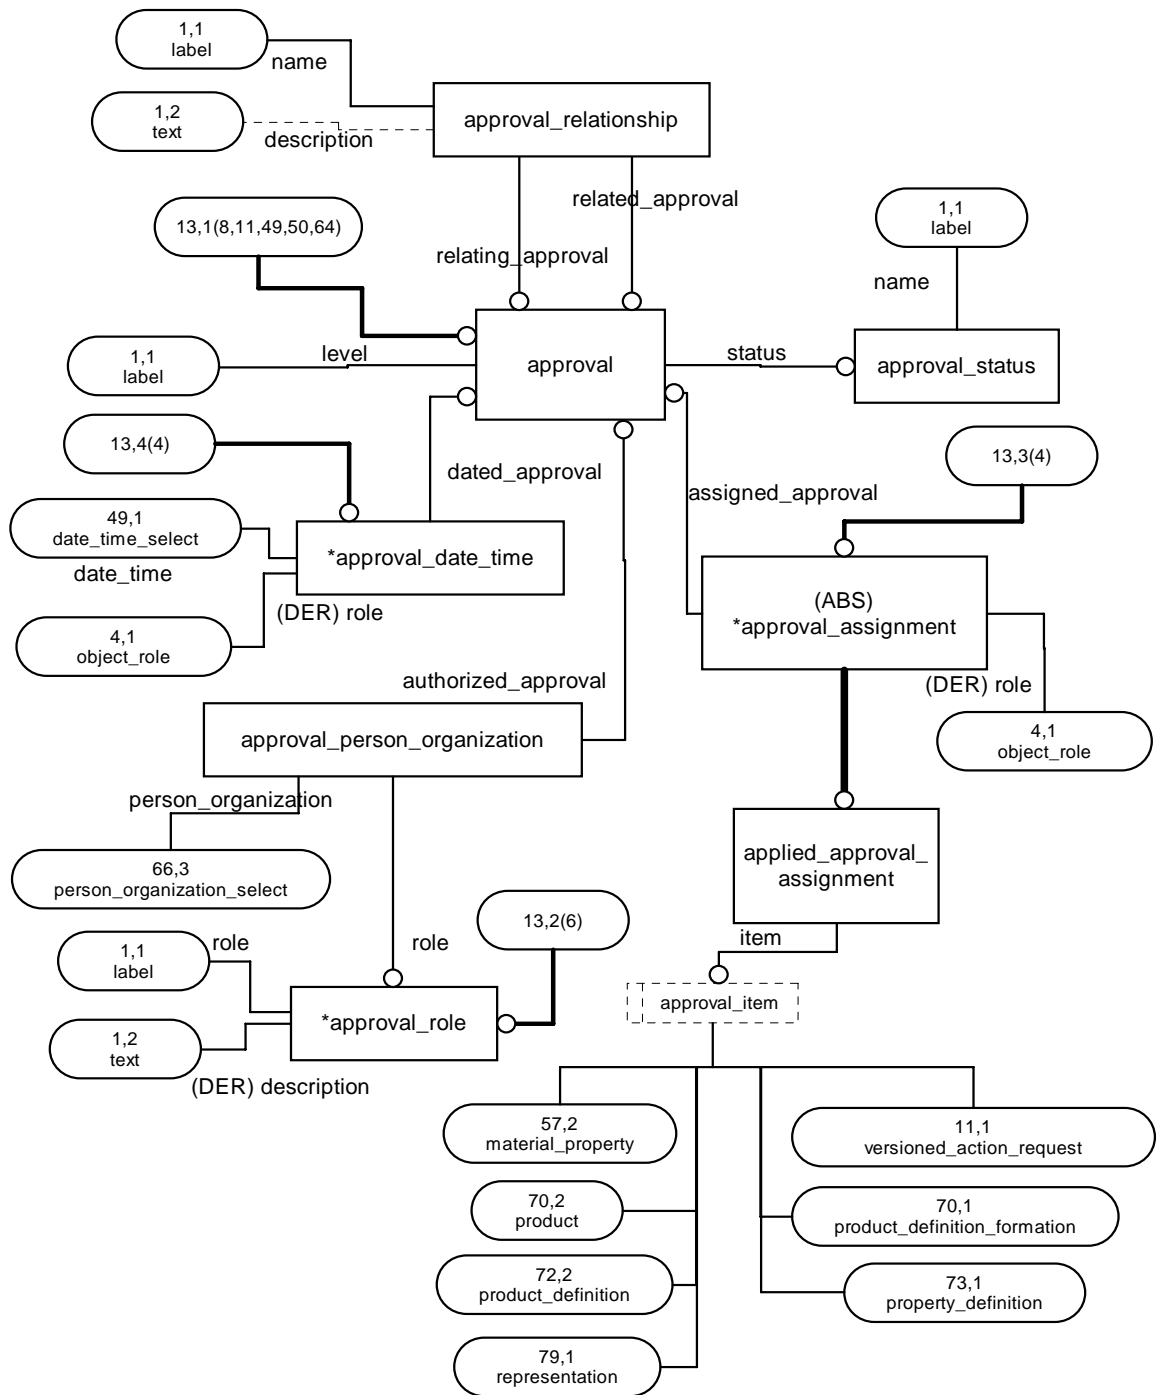 1,1
label
name
1,2
text
description
approval_relationship
related_approval
relating_approval
13,1(8,11,49,50,64)
1,1
label
name
1,1
label
level
approval
status
approval_status
13,4(4)
dated_approval
assigned_approval
13,3(4)
49,1
date_time_select
date_time
*approval_date_time
(DER) role
4,1
object_role
(ABS)
*approval_assignment
(DER) role
4,1
object_role
authorized_approval
approval_person_organization
person_organization
66,3
person_organization_select
applied_approval_
assignment
item
13,2(6)
1,1
label
role
role
*approval_role
1,2
text
(DER) description
approval_item
57,2
material_property
11,1
versioned_action_request
70,2
product
70,1
product_definition_formation
72,2
product_definition
73,1
property_definition
79,1
representation